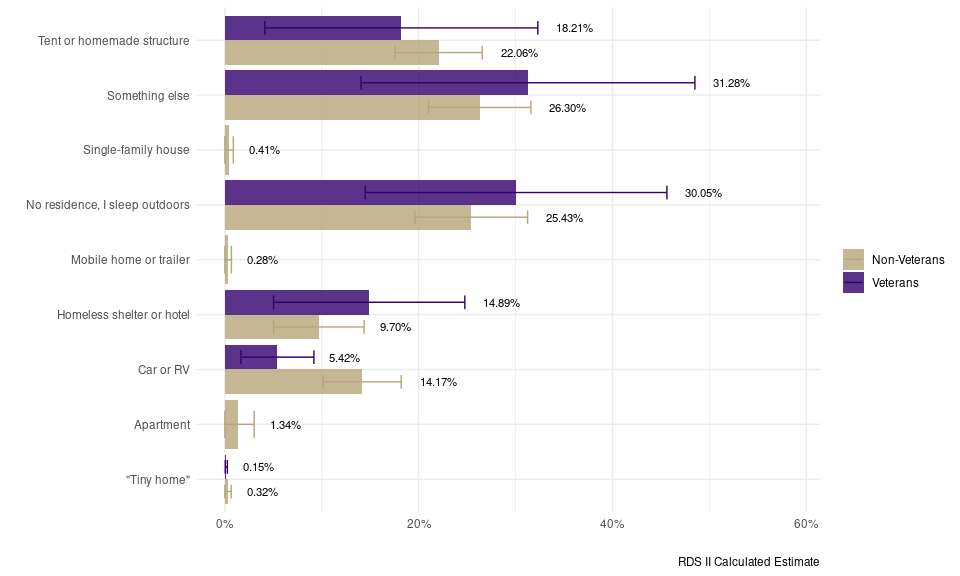 Tent or homemade structure
18.21%
22.06%
Something else
31.28%
26.30%
Single-family house
0.41%
No residence, I sleep outdoors
30.05%
25.43%
Mobile home or trailer
0.28%
Homeless shelter or hotel
14.89%
9.70%
Car or RV
5.42%
14.17%
Apartment
1.34%
"Tiny home"
0.15%
0.32%
0%
20%
40%
60%
RDS II Calculated Estimate
Non-Veterans
Veterans